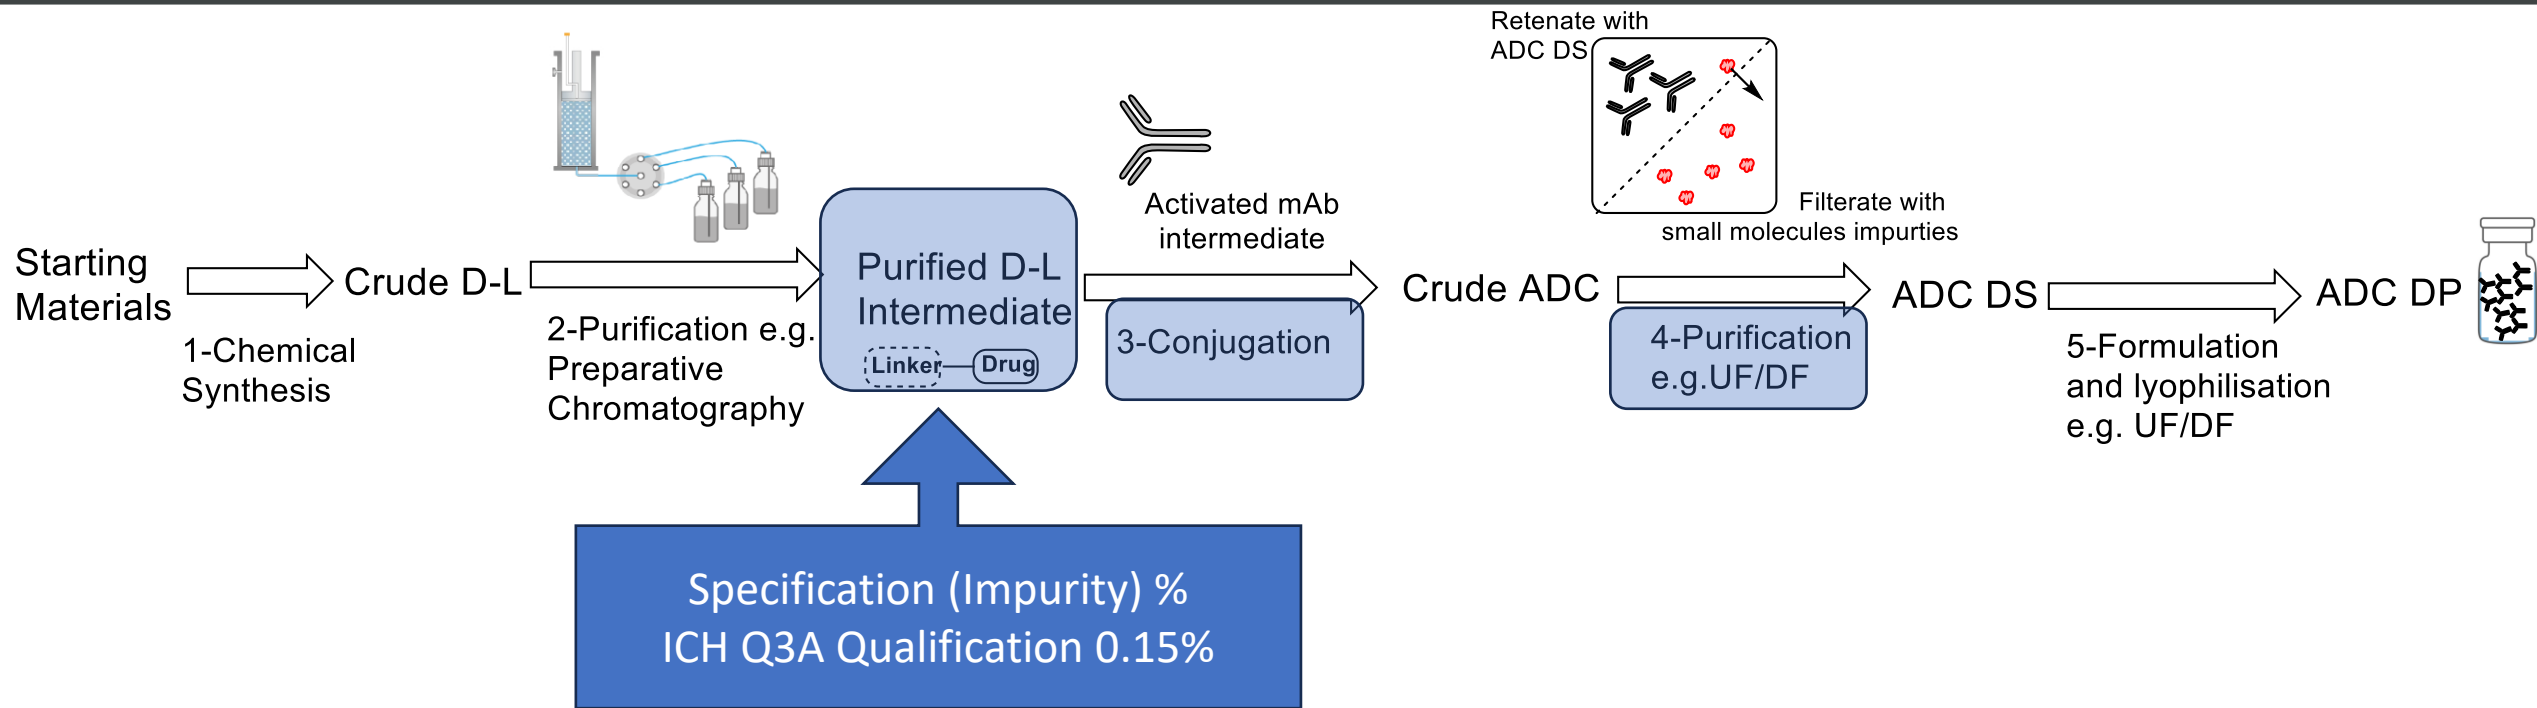 Retenate with
ADC DS
Activated mAb
intermediate
Filterate with
small molecules impurties
Starting
Materials
Crude D-L
Purified D-L
Intermediate
Linker
Drug
Crude ADC
ADC DS
ADC DP
1-Chemical
Synthesis
2-Purification e.g.
Preparative
Chromatography
3-Conjugation
4-Purification
e.g.UF/DF
5-Formulation
and lyophilisation
e.g. UF/DF
Specification (Impurity) %
ICH Q3A Qualification 0.15%